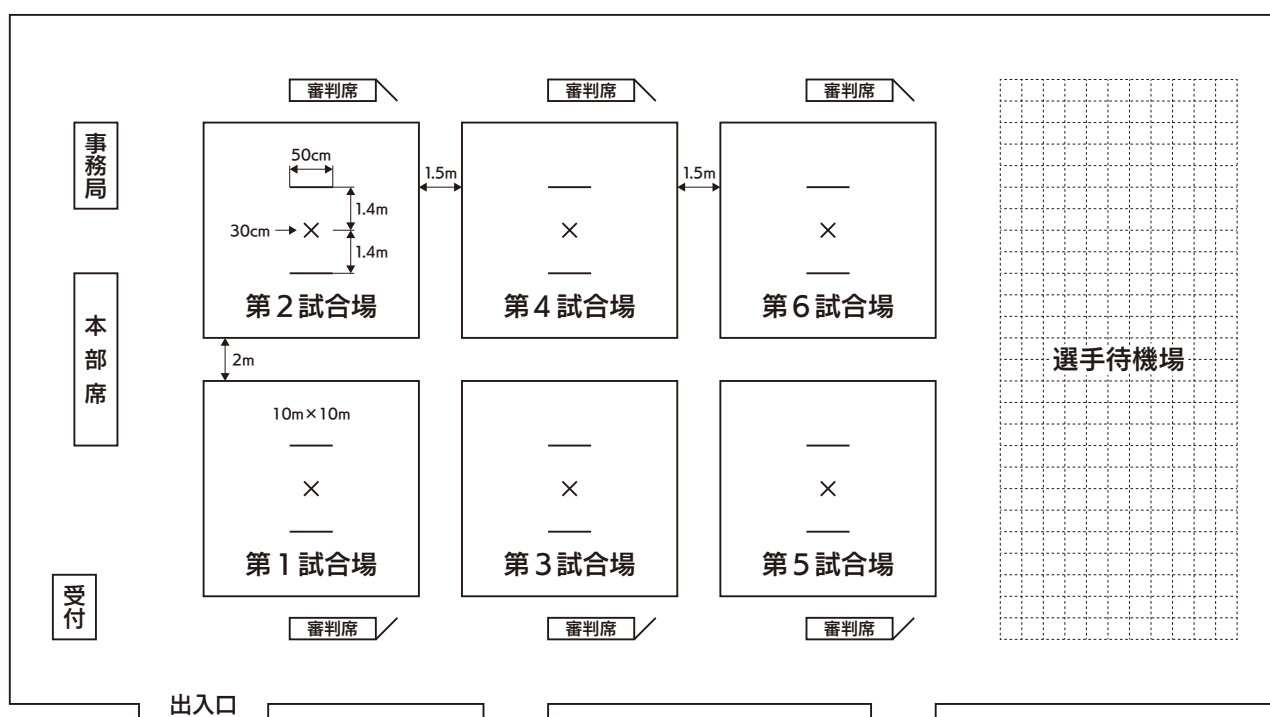 審判席
審判席
審判席
事務局
50cm
1.5m
1.5m
1.4m
30cm
1.4m
第2試合場
第4試合場
第6試合場
本部席
2m
選手待機場
10m×10m
第1試合場
第3試合場
第5試合場
受付
審判席
審判席
審判席
出入口